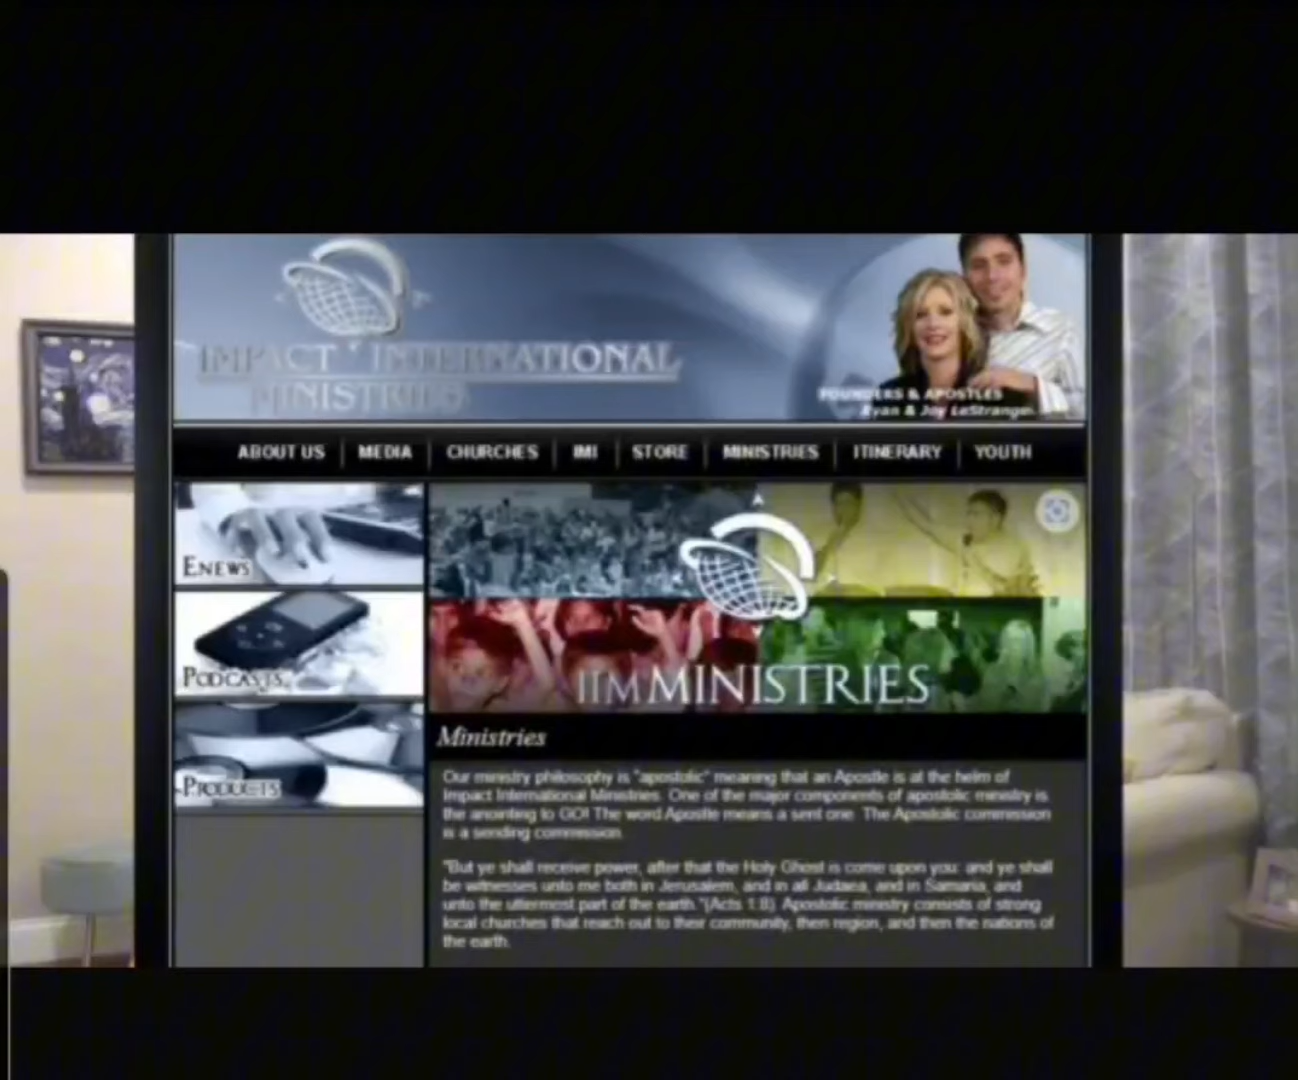 IMPACT INTERNATIONAL
MINISTRIES
FOUNDERS & APOSTLES
Ryan & Joy LeStrange
ABOUT US MEDIA CHURCHES IMI STORE MINISTRIES ITINERARY YOUTH
ENEWS
PODCASTS
PRODUCTS
IIM MINISTRIES
Ministries
Our ministry philosophy is "apostolic" meaning that an Apostle is at the helm of
Impact International Ministries. One of the major components of apostolic ministry is
the anointing to GO! The word Apostle means a sent one. The Apostolic commission
is a sending commission.
"But ye shall receive power, after that the Holy Ghost is come upon you: and ye shall
be witnesses unto me both in Jerusalem, and in all Judaea, and in Samaria, and
unto the uttermost part of the earth."(Acts 1:8). Apostolic ministry consists of strong
local churches that reach out to their community, then region, and then the nations of
the earth.